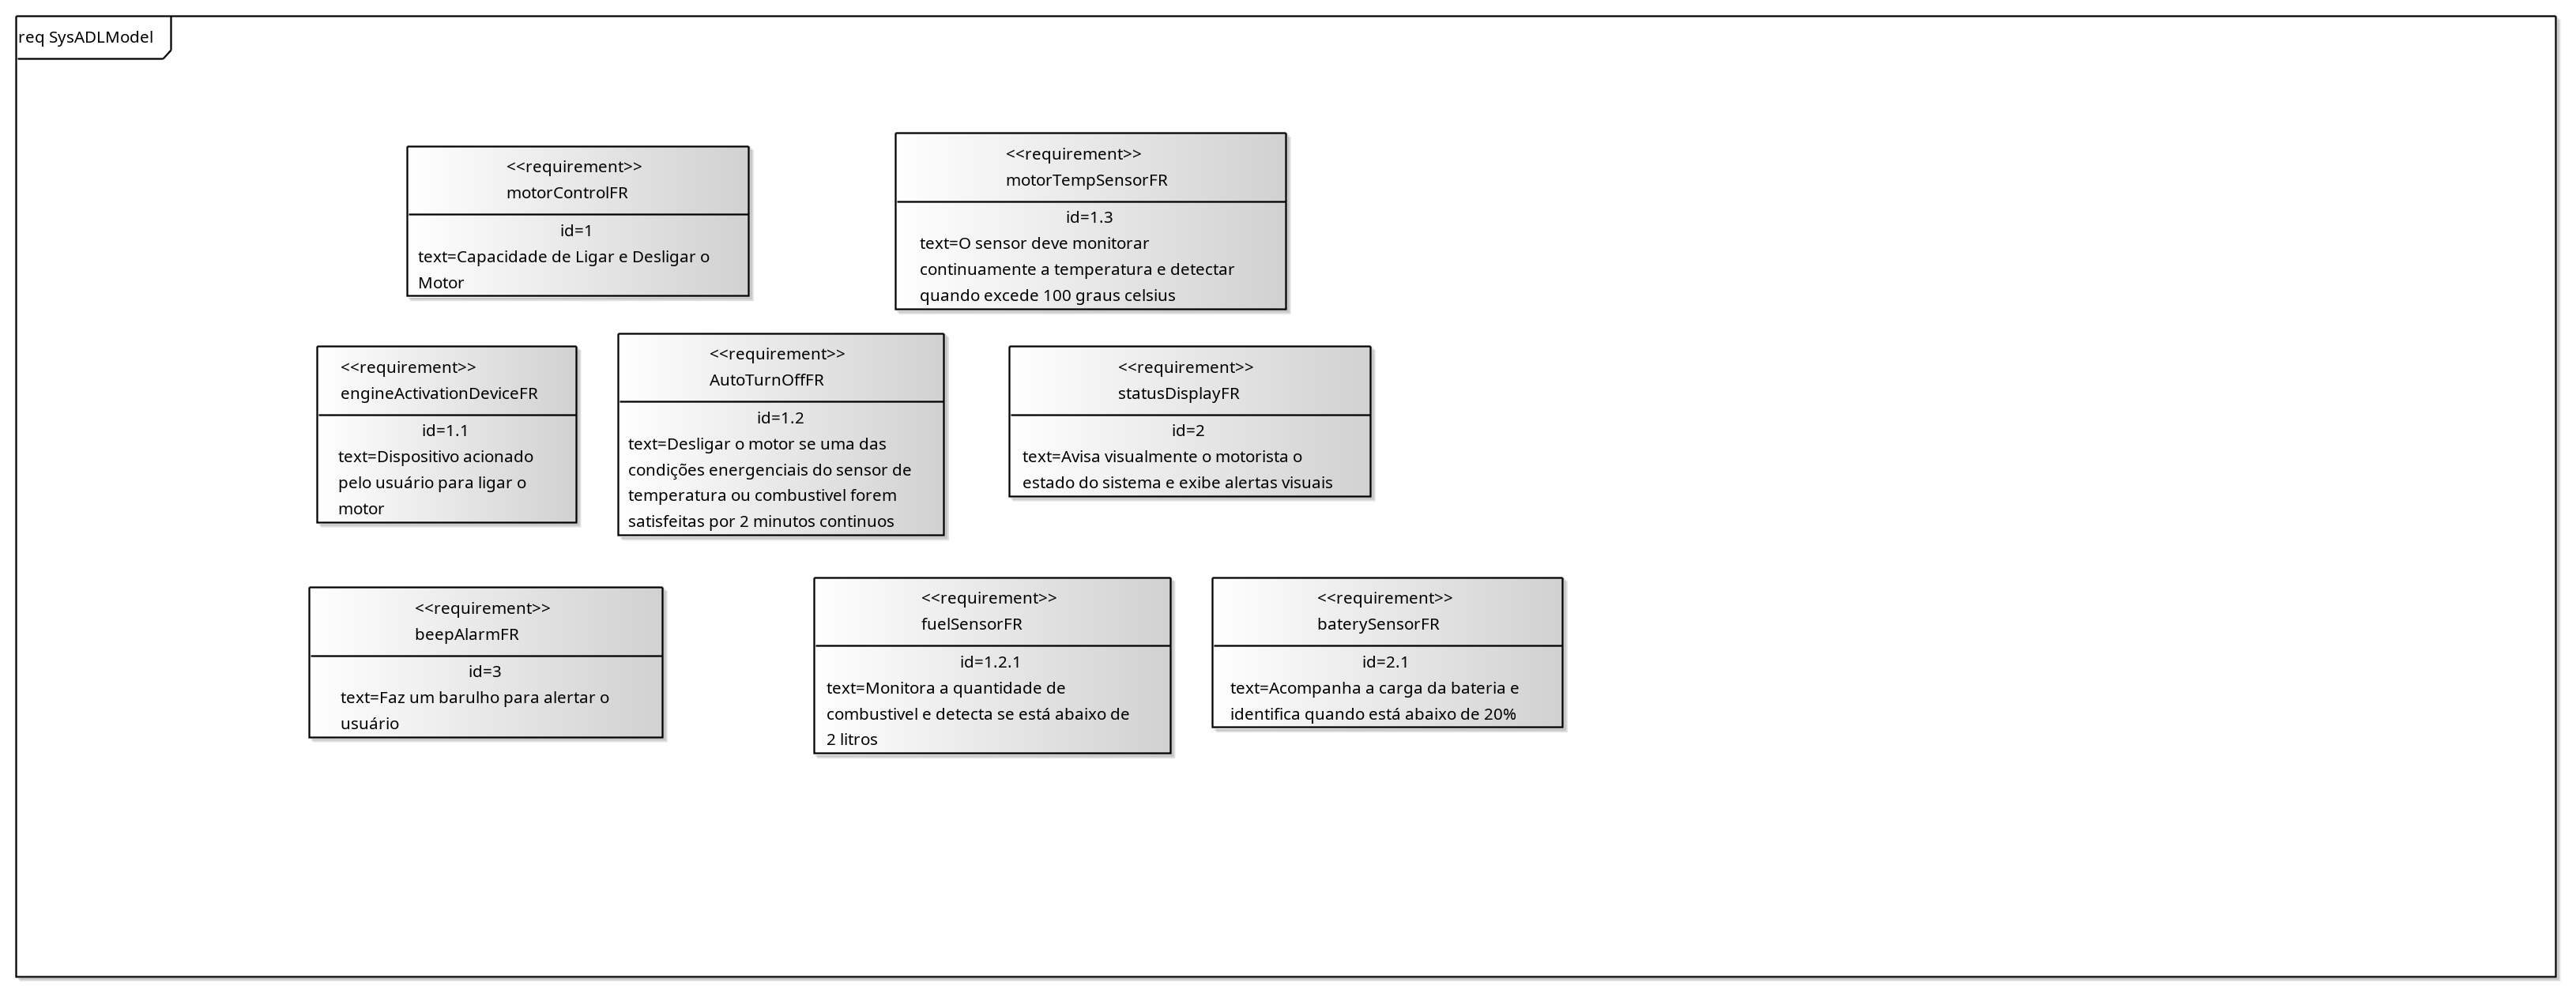 req SysADLModel
<<requirement>>
motorControlFR
id=1
text=Capacidade de Ligar e Desligar o
Motor
<<requirement>>
motorTempSensorFR
id=1.3
text=O sensor deve monitorar
continuamente a temperatura e detectar
quando excede 100 graus celsius
<<requirement>>
engineActivationDeviceFR
id=1.1
text=Dispositivo acionado
pelo usuário para ligar o
motor
<<requirement>>
AutoTurnOffFR
id=1.2
text=Desligar o motor se uma das
condições energenciais do sensor de
temperatura ou combustivel forem
satisfeitas por 2 minutos continuos
<<requirement>>
statusDisplayFR
id=2
text=Avisa visualmente o motorista o
estado do sistema e exibe alertas visuais
<<requirement>>
beepAlarmFR
id=3
text=Faz um barulho para alertar o
usuário
<<requirement>>
fuelSensorFR
id=1.2.1
text=Monitora a quantidade de
combustivel e detecta se está abaixo de
2 litros
<<requirement>>
baterySensorFR
id=2.1
text=Acompanha a carga da bateria e
identifica quando está abaixo de 20%